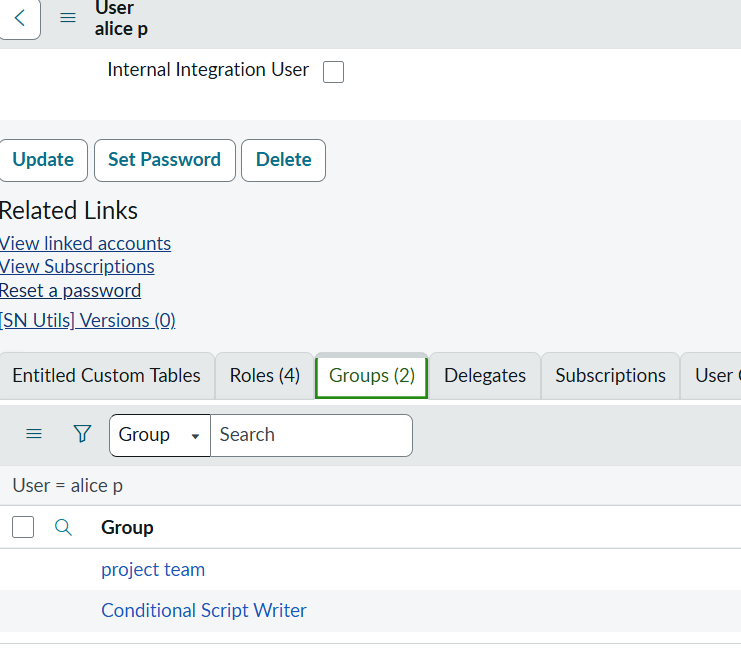 User
alice p
Internal Integration User
Update Set Password Delete
Related Links
View linked accounts
View Subscriptions
Reset a password
[SN Utils] Versions (0)
Entitled Custom Tables Roles (4) Groups (2) Delegates Subscriptions User
Group Search
User = alice p
Group
project team
Conditional Script Writer